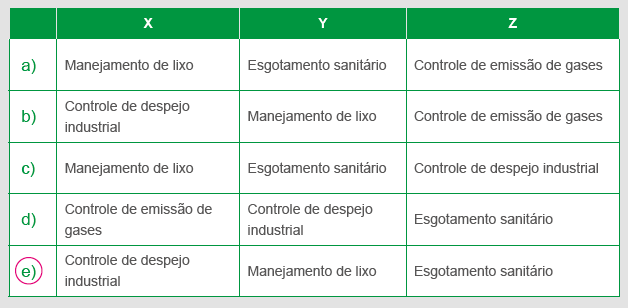 X Y Z
a) Manejamento de lixo Esgotamento sanitário Controle de emissão de gases
b) Controle de despejo industrial Manejamento de lixo Controle de emissão de gases
c) Manejamento de lixo Esgotamento sanitário Controle de despejo industrial
d) Controle de emissão de gases Controle de despejo industrial Esgotamento sanitário
e) Controle de despejo industrial Manejamento de lixo Esgotamento sanitário